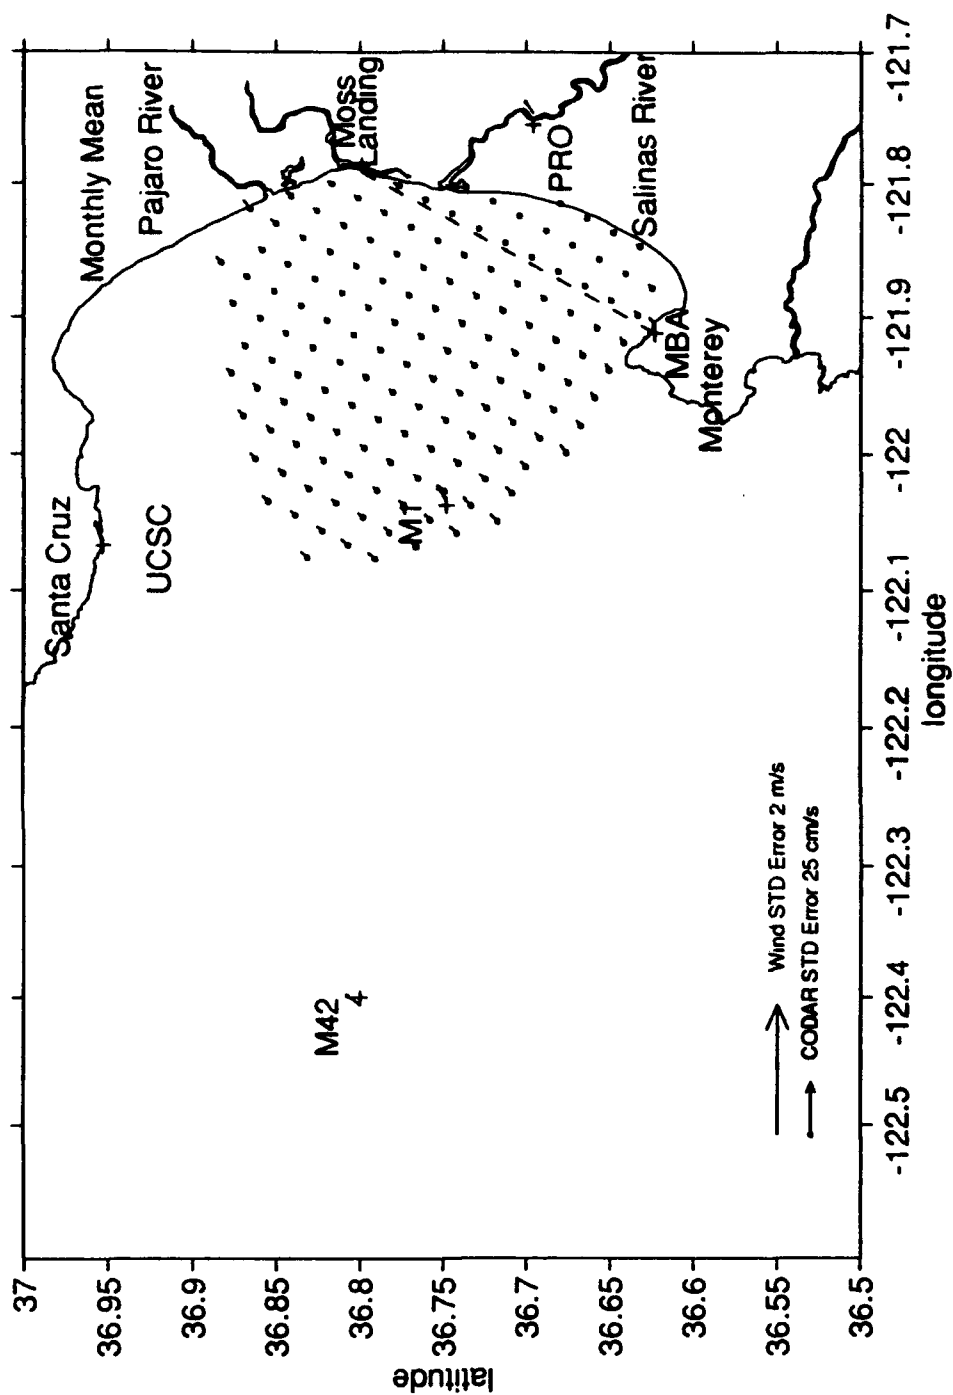 Monthly Mean
Santa Cruz
Pajaro River
UCSC
Moss
Landing
M1
M42
PRO
Salinas River
MBA
Monterey
Wind STD Error 2 m/s
CODAR STD Error 25 cm/s
37
36.95
36.9
36.85
36.8
36.75
36.7
36.65
36.6
36.55
36.5
latitude
-122.5
-122.4
-122.3
-122.2
-122.1
-122
-121.9
-121.8
-121.7
longitude